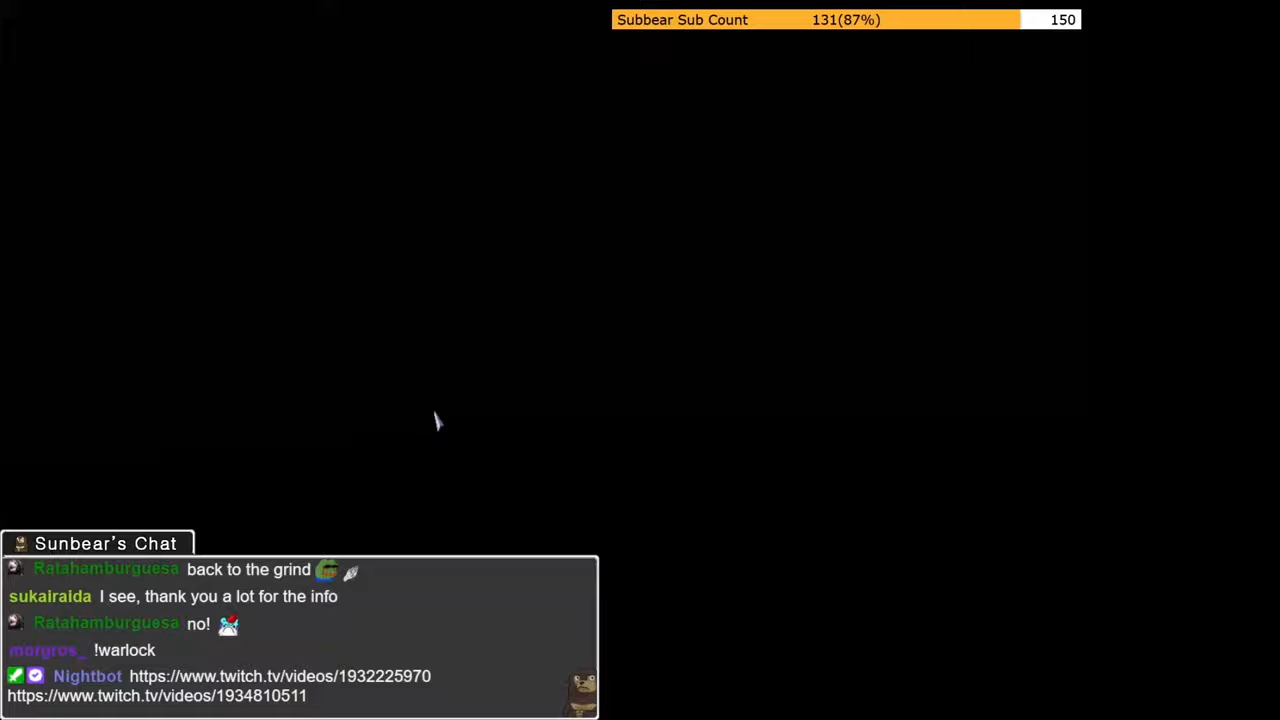 Subbear Sub Count 131(87%) 150
Sunbear's Chat
Ratahamburguesa back to the grind
sukairaida I see, thank you a lot for the info
Ratahamburguesa no!
morgros_ !warlock
Nightbot https://www.twitch.tv/videos/1932225970
https://www.twitch.tv/videos/1934810511